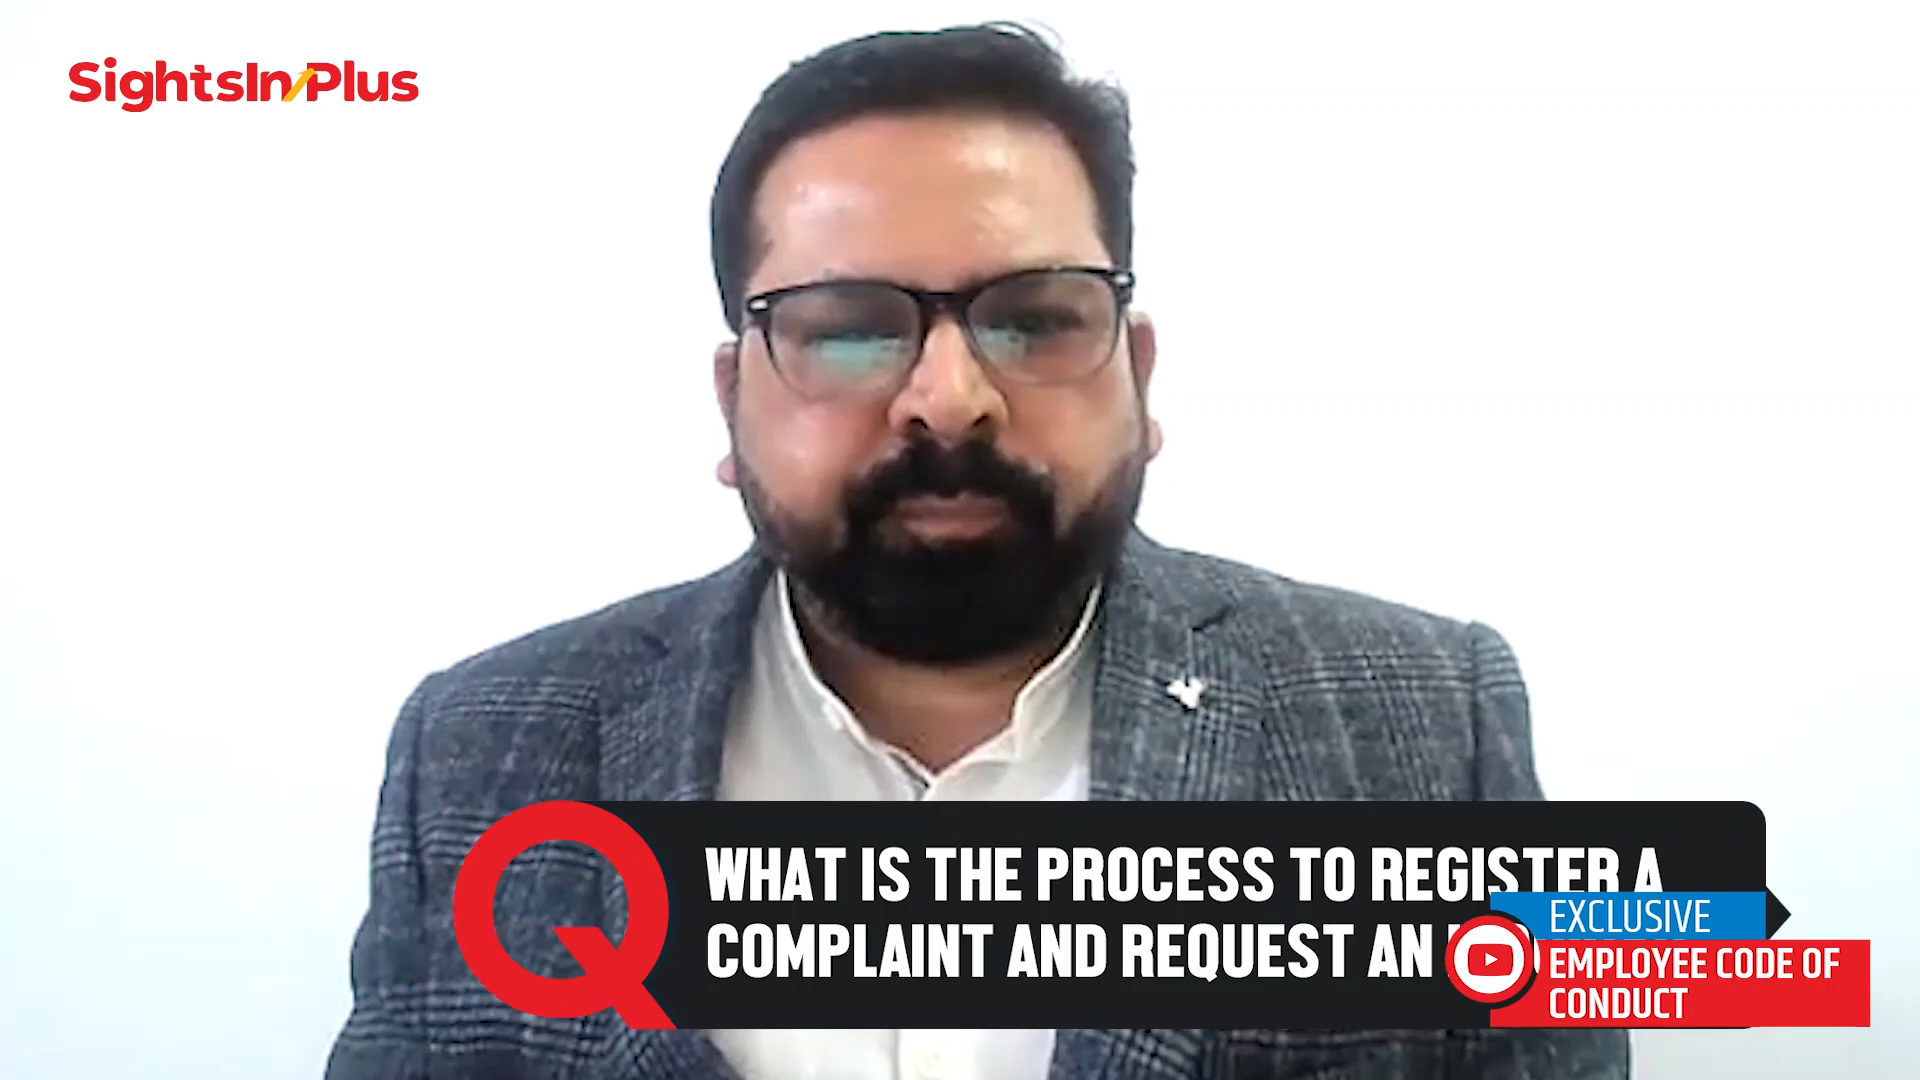 SightsInPlus
WHAT IS THE PROCESS TO REGISTER A
COMPLAINT AND REQUEST AN
EXCLUSIVE
EMPLOYEE CODE OF
CONDUCT